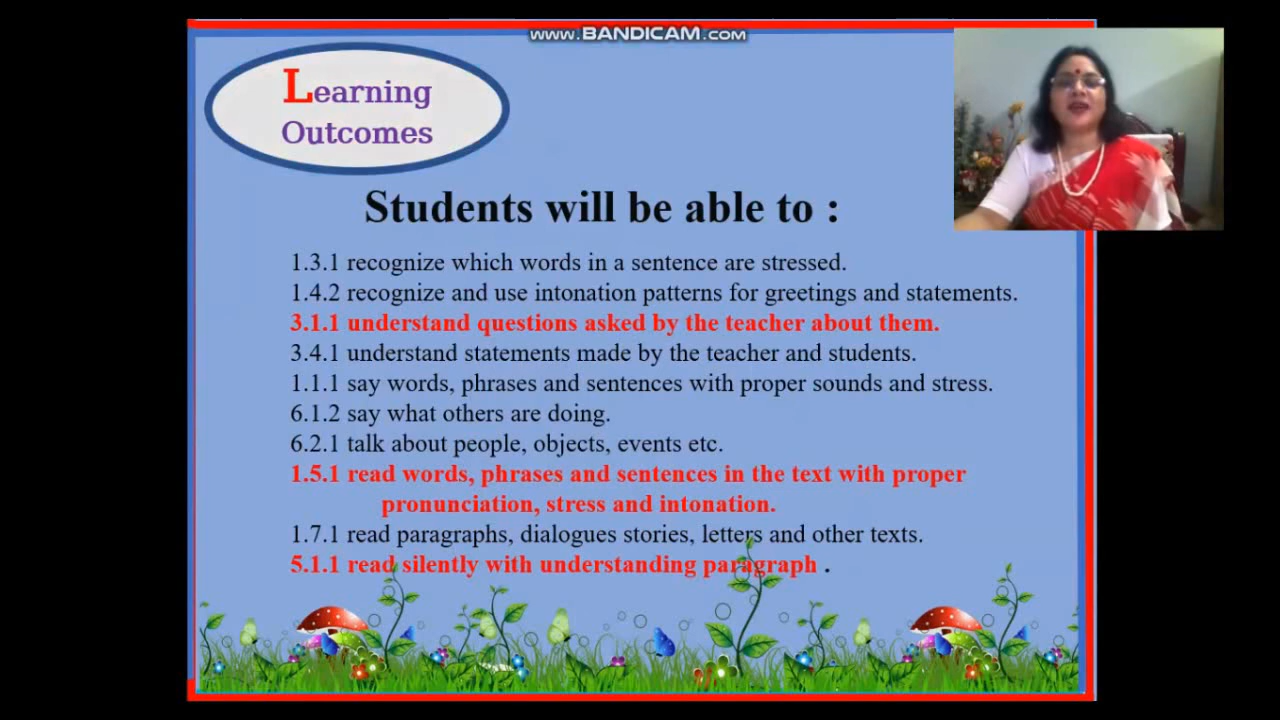 www.BANDICAM.com
Learning
Outcomes
Students will be able to :
1.3.1 recognize which words in a sentence are stressed.
1.4.2 recognize and use intonation patterns for greetings and statements.
3.1.1 understand questions asked by the teacher about them.
3.4.1 understand statements made by the teacher and students.
1.1.1 say words, phrases and sentences with proper sounds and stress.
6.1.2 say what others are doing.
6.2.1 talk about people, objects, events etc.
1.5.1 read words, phrases and sentences in the text with proper
pronunciation, stress and intonation.
1.7.1 read paragraphs, dialogues stories, letters and other texts.
5.1.1 read silently with understanding paragraph .